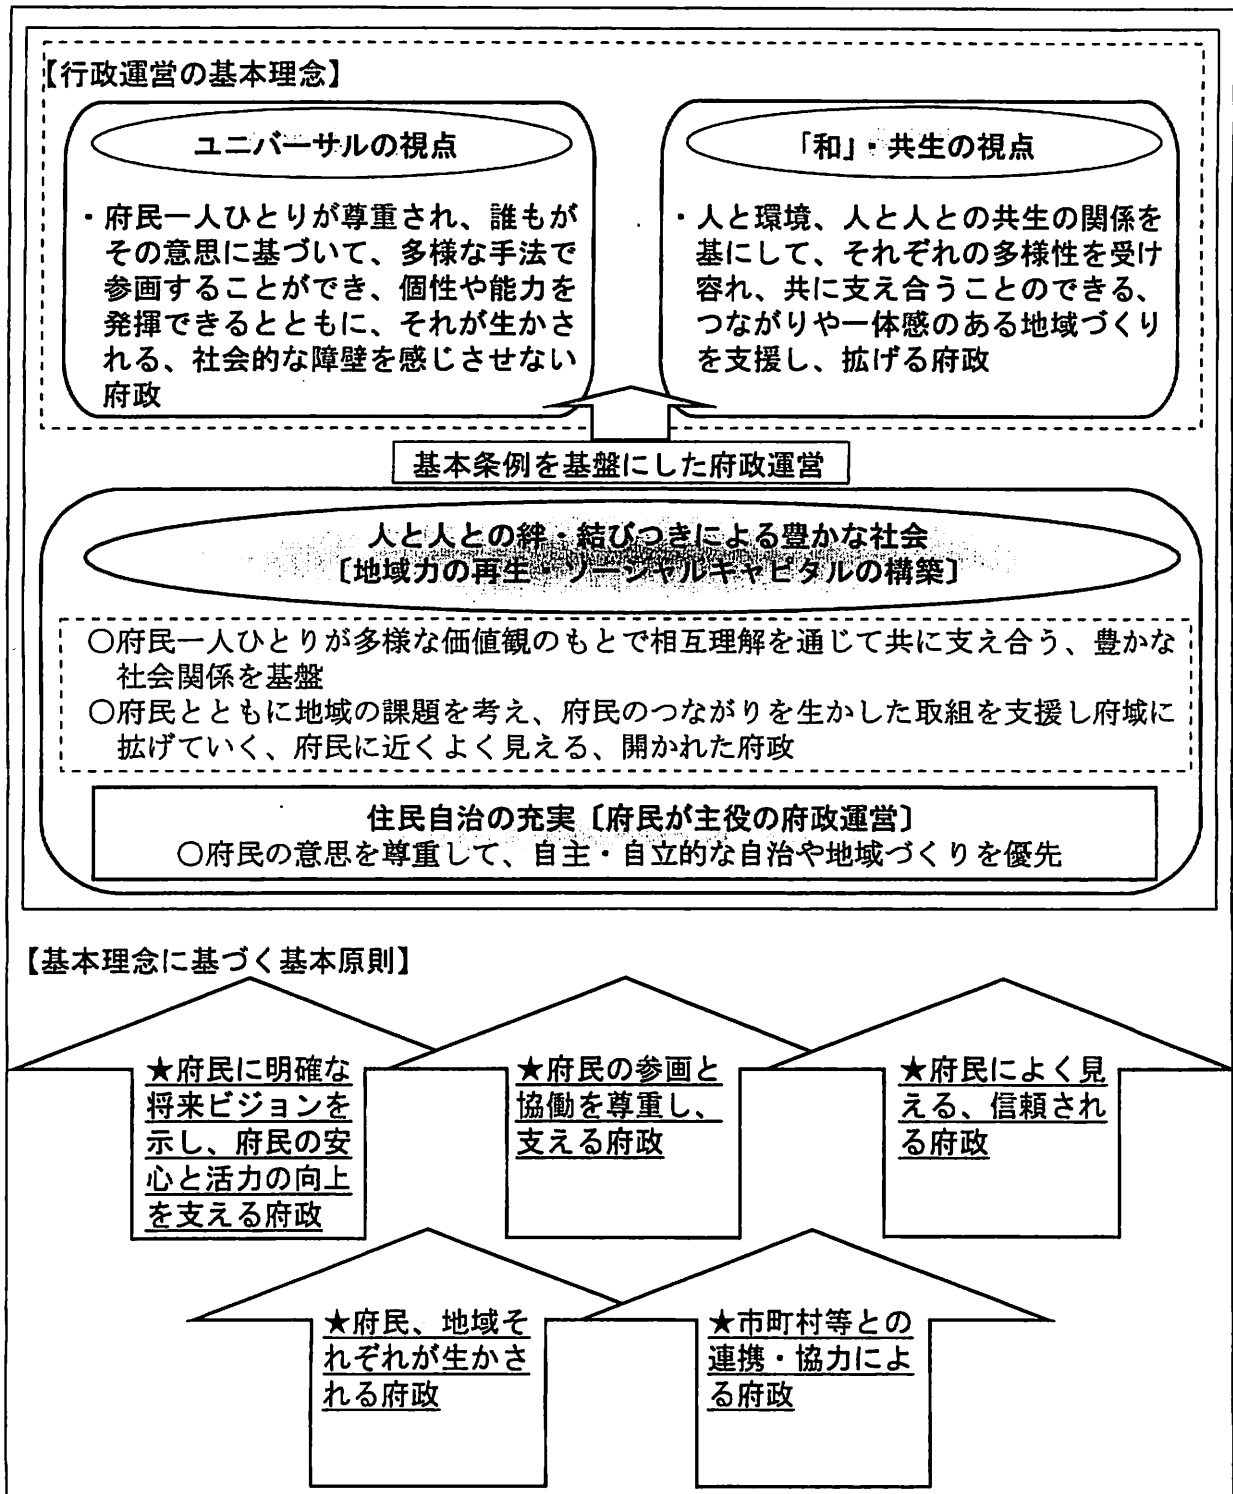 【行政運営の基本理念】
ユニバーサルの視点
・府民一人ひとりが尊重され、誰もが
その意思に基づいて、多様な手法で
参画することができ、個性や能力を
発揮できるとともに、それが生かさ
れる、社会的な障壁を感じさせない
府政
「和」・共生の視点
・人と環境、人と人との共生の関係を
基にして、それぞれの多様性を受け
容れ、共に支え合うことのできる、
つながりや一体感のある地域づくり
を支援し、拡げる府政
基本条例を基盤にした府政運営
人と人との絆・結びつきによる豊かな社会
〔地域力の再生・ソーシャルキャピタルの構築〕
○府民一人ひとりが多様な価値観のもとで相互理解を通じて共に支え合う、豊かな
社会関係を基盤
○府民とともに地域の課題を考え、府民のつながりを生かした取組を支援し府域に
拡げていく、府民に近くよく見える、開かれた府政
住民自治の充実〔府民が主役の府政運営〕
○府民の意思を尊重して、自主・自立的な自治や地域づくりを優先
【基本理念に基づく基本原則】
★府民に明確な
将来ビジョンを
示し、府民の安
心と活力の向上
を支える府政
★府民の参画と
協働を尊重し、
支える府政
★府民によく見
える、信頼され
る府政
★府民、地域そ
れぞれが生かさ
れる府政
★市町村等との
連携・協力によ
る府政